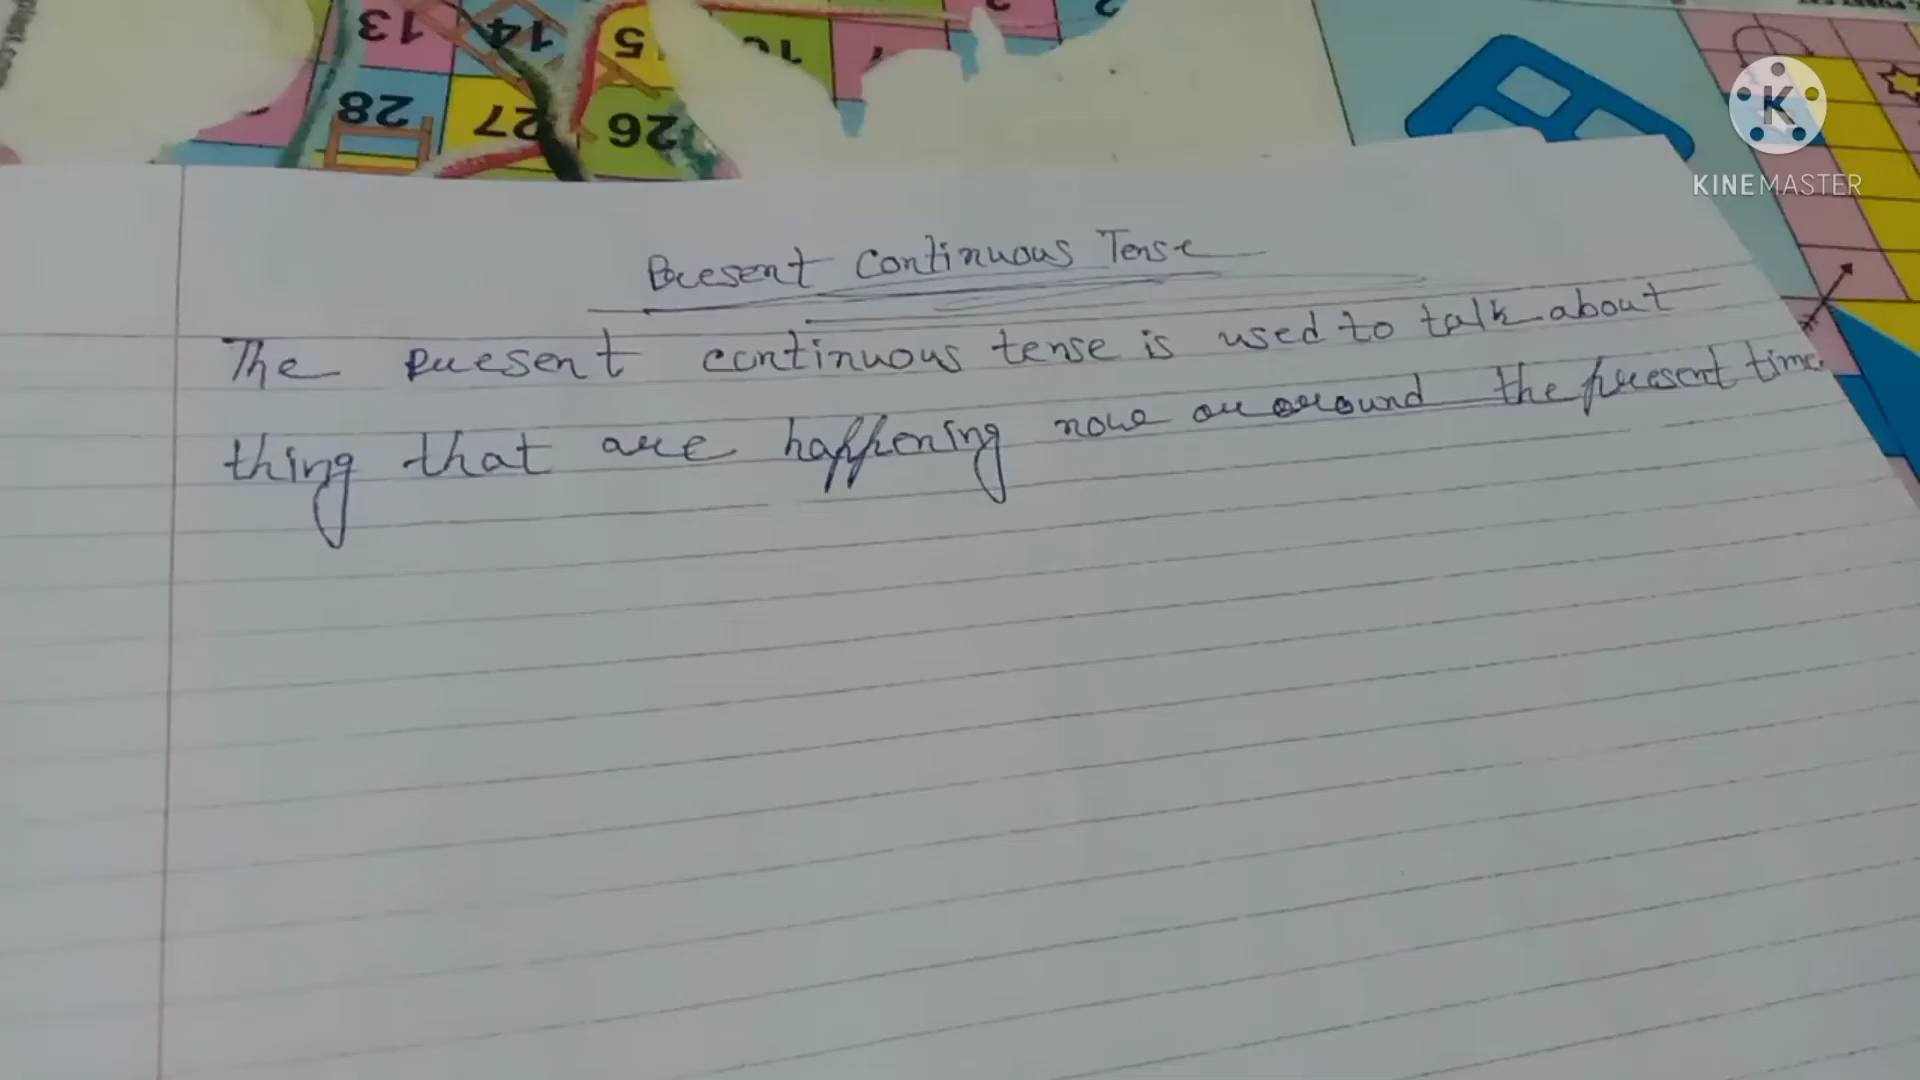 13 14 15 16
28 27 26
KINEMASTER
Present Continuous Tense
The present continuous tense is used to talk about
thing that are happening now or around the present time.